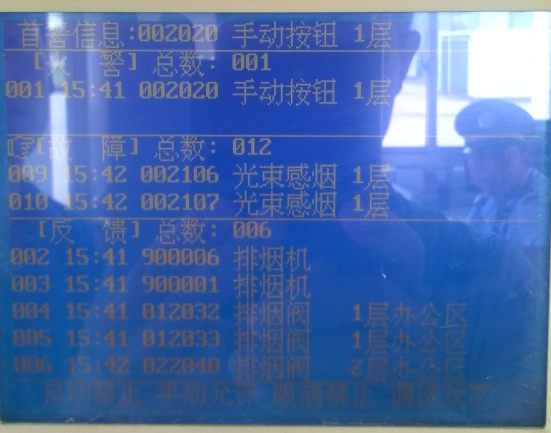 首警信息:002020 手动按钮 1层
[火 警] 总数: 001
001 15:41 002020 手动按钮 1层
[故 障] 总数: 012
009 15:42 002106 光束感烟 1层
010 15:42 002107 光束感烟 1层
[反 馈] 总数: 006
002 15:41 900006 排烟机
003 15:41 900001 排烟机
004 15:41 012032 排烟阀 1层办公区
005 15:41 012033 排烟阀 1层办公区
006 15:42 022040 排烟阀 2层办公区
自动禁止 手动允许 喷洒禁止